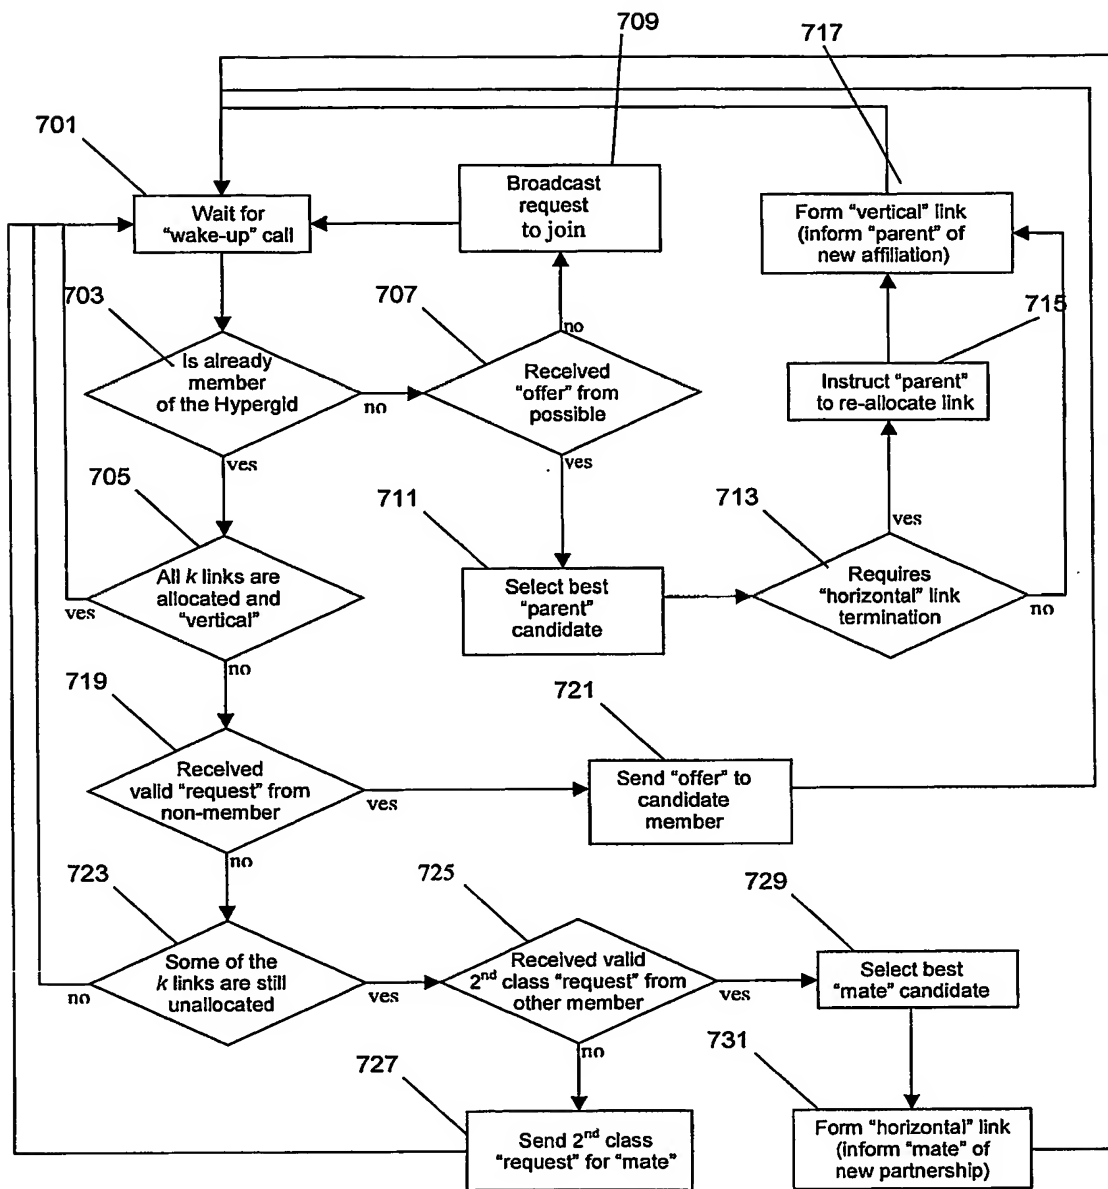 709
717
701
Broadcast
request
to join
Wait for
"wake-up" call
Form "vertical" link
(inform "parent" of
new affiliation)
703
707
no
715
Is already
member
of the Hypergid
no
Received
"offer" from
possible
Instruct "parent"
to re-allocate link
yes
yes
705
711
713
yes
All k links are
allocated and
"vertical"
yes
Select best
"parent"
candidate
Requires
"horizontal" link
termination
no
no
719
721
Received
valid "request" from
non-member
yes
Send "offer" to
candidate
member
no
723
725
729
Some of the
k links are still
unallocated
no
yes
Received valid
2nd class "request" from
other member
yes
Select best
"mate" candidate
no
727
731
Send 2nd class
"request" for "mate"
Form "horizontal" link
(inform "mate" of
new partnership)